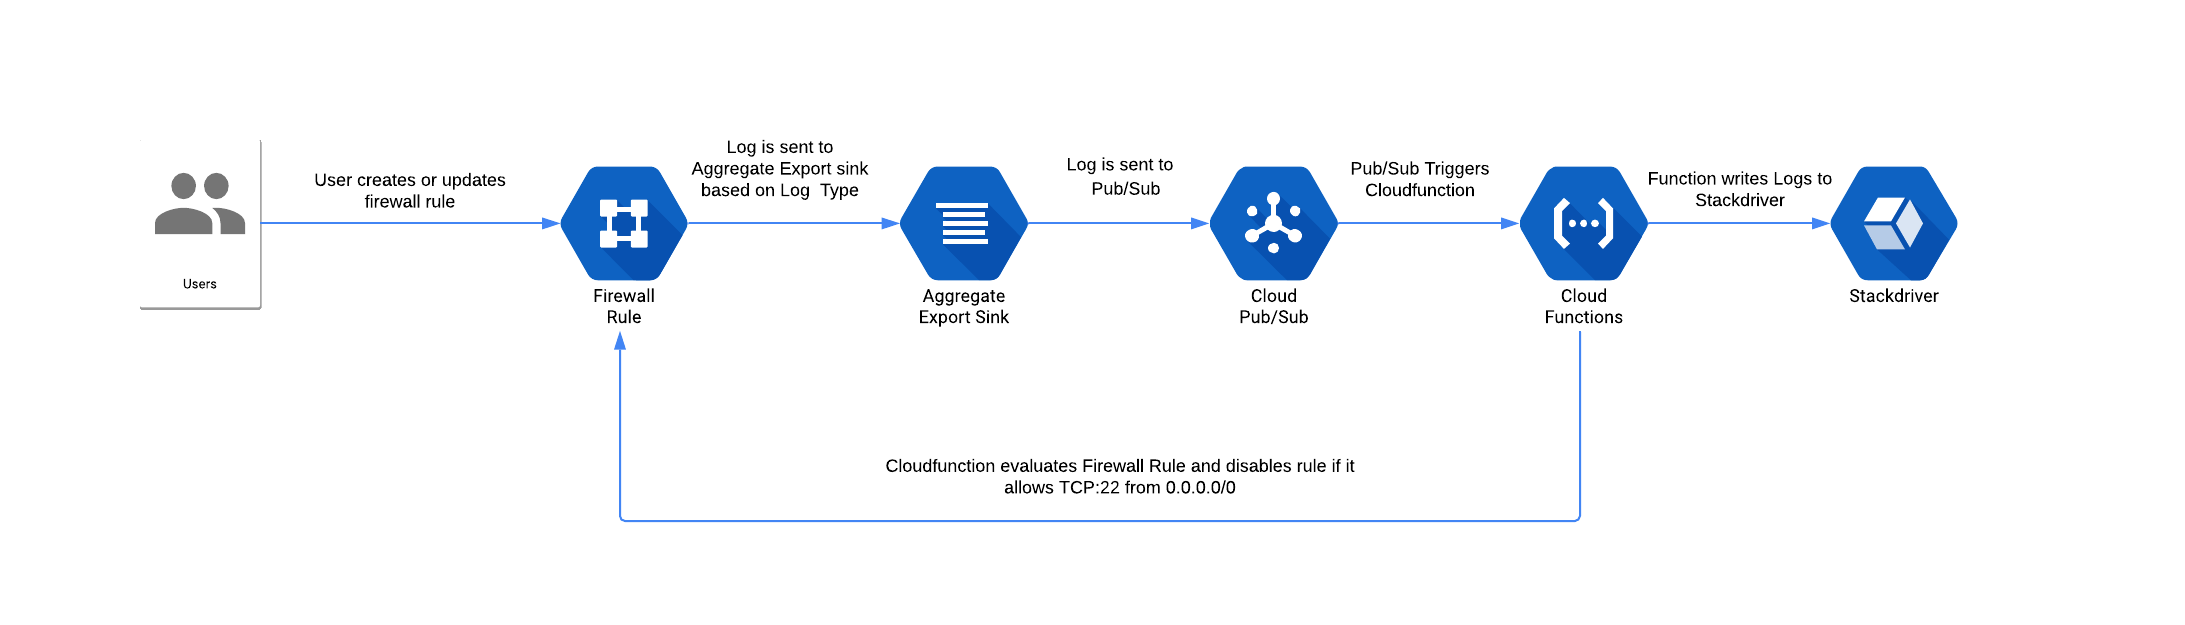 User creates or updates
firewall rule
Log is sent to
Aggregate Export sink
based on Log  Type
Log is sent to
Pub/Sub
Pub/Sub Triggers
Cloudfunction
Function writes Logs to
Stackdriver
Users
Firewall
Rule
Aggregate
Export Sink
Cloud
Pub/Sub
Cloud
Functions
Stackdriver
Cloudfunction evaluates Firewall Rule and disables rule if it
allows TCP:22 from 0.0.0.0/0